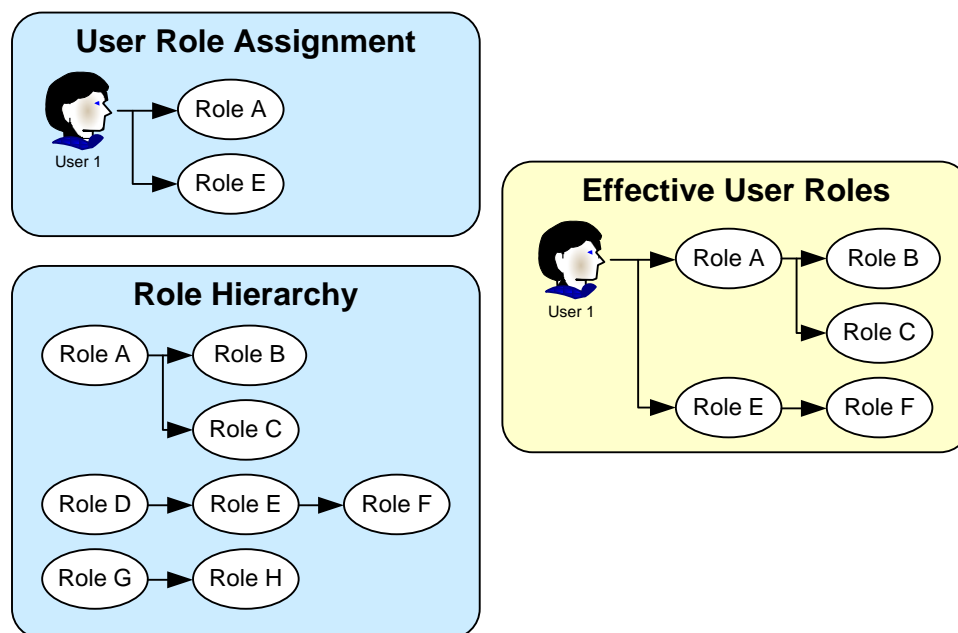 User Role Assignment
Role A
User 1
Role E
Role Hierarchy
Role A
Role B
Role C
Role D
Role E
Role F
Role G
Role H
Effective User Roles
Role A
Role B
User 1
Role C
Role E
Role F